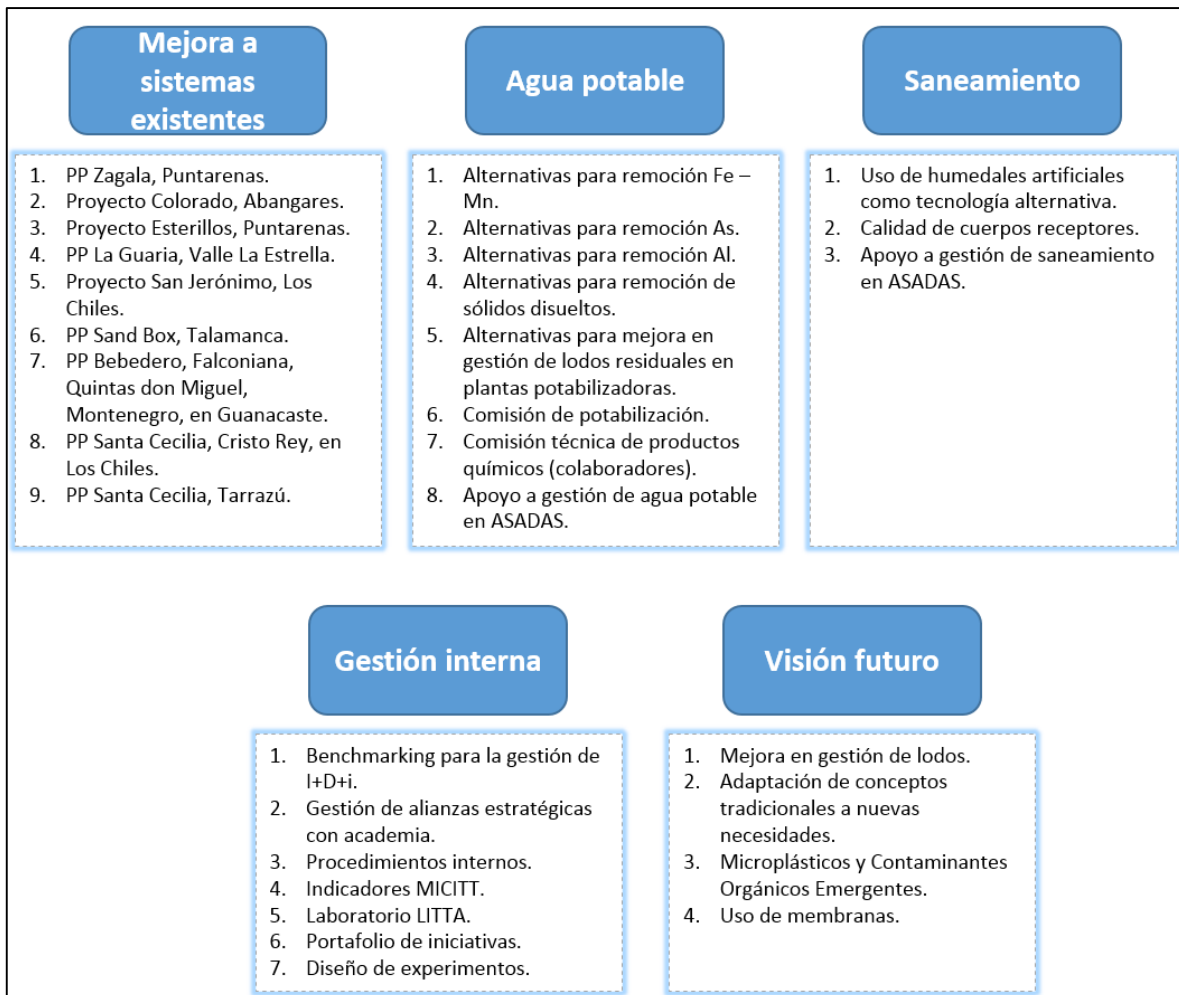 Mejora a
sistemas
existentes
1. PP Zagala, Puntarenas.
2. Proyecto Colorado, Abangares.
3. Proyecto Esterillos, Puntarenas.
4. PP La Guaria, Valle La Estrella.
5. Proyecto San Jerónimo, Los
Chiles.
6. PP Sand Box, Talamanca.
7. PP Bebedero, Falconiana,
Quintas don Miguel,
Montenegro, en Guanacaste.
8. PP Santa Cecilia, Cristo Rey, en
Los Chiles.
9. PP Santa Cecilia, Tarrazú.
Agua potable
1. Alternativas para remoción Fe –
Mn.
2. Alternativas para remoción As.
3. Alternativas para remoción Al.
4. Alternativas para remoción de
sólidos disueltos.
5. Alternativas para mejora en
gestión de lodos residuales en
plantas potabilizadoras.
6. Comisión de potabilización.
7. Comisión técnica de productos
químicos (colaboradores).
8. Apoyo a gestión de agua potable
en ASADAS.
Saneamiento
1. Uso de humedales artificiales
como tecnología alternativa.
2. Calidad de cuerpos receptores.
3. Apoyo a gestión de saneamiento
en ASADAS.
Gestión interna
1. Benchmarking para la gestión de
I+D+i.
2. Gestión de alianzas estratégicas
con academia.
3. Procedimientos internos.
4. Indicadores MICITT.
5. Laboratorio LITTA.
6. Portafolio de iniciativas.
7. Diseño de experimentos.
Visión futuro
1. Mejora en gestión de lodos.
2. Adaptación de conceptos
tradicionales a nuevas
necesidades.
3. Microplásticos y Contaminantes
Orgánicos Emergentes.
4. Uso de membranas.